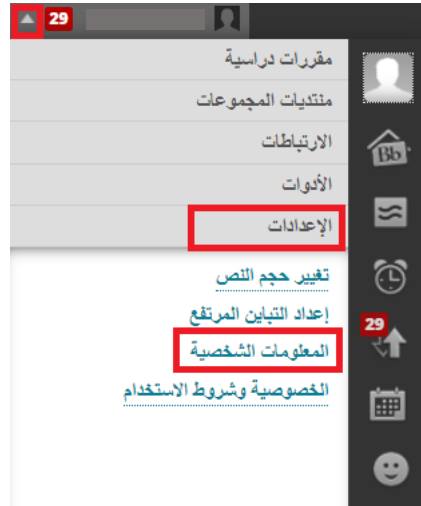 29
مقررات دراسية
منتديات المجموعات
الارتباطات
Bb
الأدوات
الإعدادات
تغيير حجم النص
إعداد التباين المرتفع
29
المعلومات الشخصية
الخصوصية وشروط الاستخدام